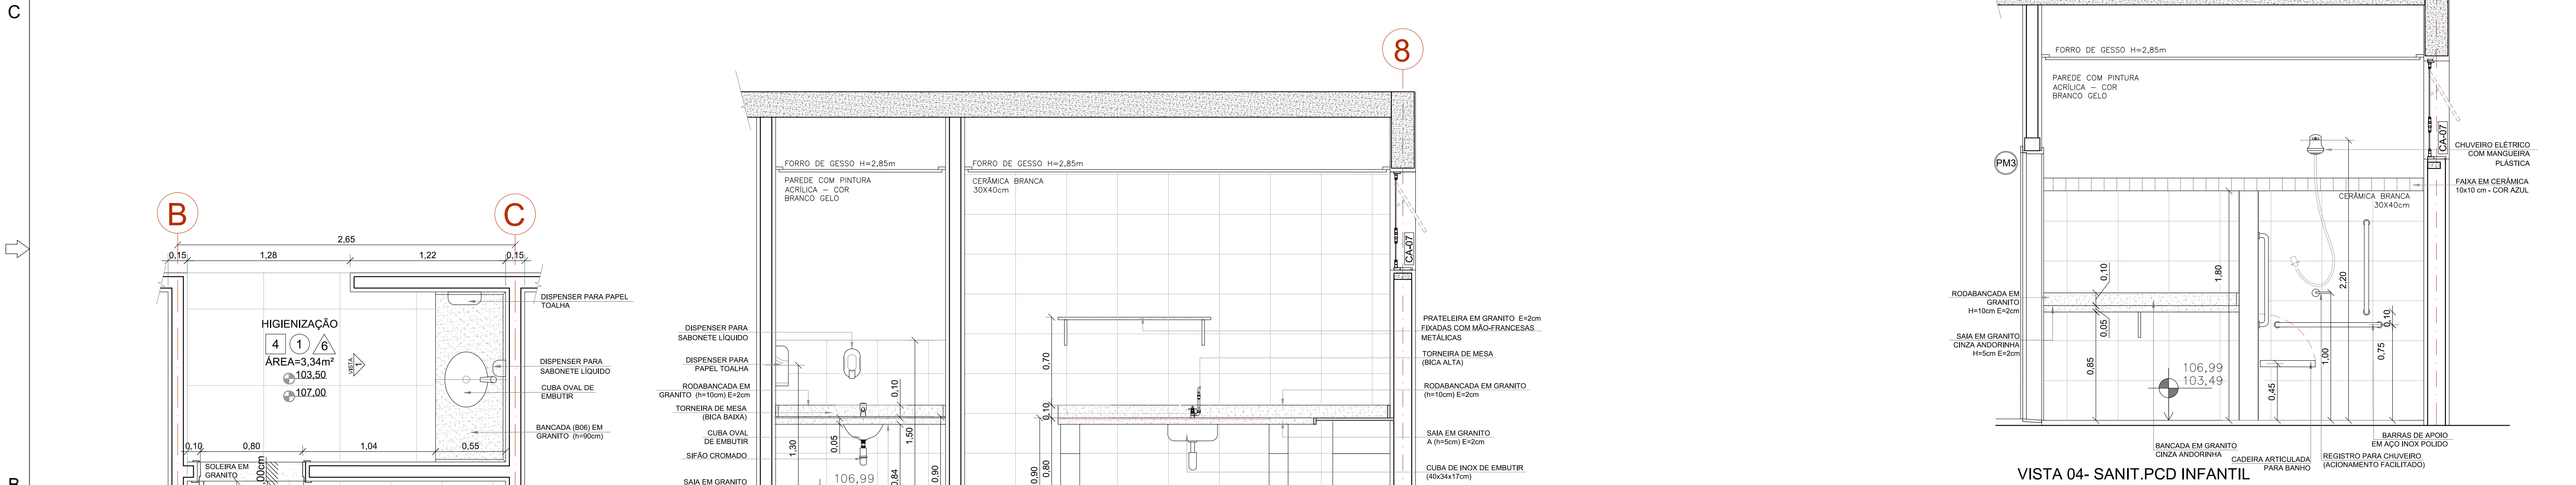 C
B
C
2,65
0,15
1,28
1,22
0,15
DISPENSER PARA PAPEL
TOALHA
HIGIENIZAÇÃO
4
1
6
ÁREA=3,34m²
103,50
107,00
VISTA
1
DISPENSER PARA
SABONETE LÍQUIDO
CUBA OVAL DE
EMBUTIR
BANCADA (B06) EM
GRANITO (h=90cm)
0,10
0,80
1,04
0,55
SOLEIRA EM
GRANITO
8
FORRO DE GESSO H=2,85m
PAREDE COM PINTURA
ACRÍLICA – COR
BRANCO GELO
FORRO DE GESSO H=2,85m
CERÂMICA BRANCA
30X40cm
CA-07
DISPENSER PARA
SABONETE LÍQUIDO
DISPENSER PARA
PAPEL TOALHA
RODABANCADA EM
GRANITO (h=10cm) E=2cm
TORNEIRA DE MESA
(BICA BAIXA)
CUBA OVAL
DE EMBUTIR
SIFÃO CROMADO
SAIA EM GRANITO
1,30
0,05
0,10
0,84
1,50
0,90
106,99
0,70
0,10
0,90
0,80
PRATELEIRA EM GRANITO E=2cm
FIXADAS COM MÃO-FRANCESAS
METÁLICAS
TORNEIRA DE MESA
(BICA ALTA)
RODABANCADA EM GRANITO
(h=10cm) E=2cm
SAIA EM GRANITO
A (h=5cm) E=2cm
CUBA DE INOX DE EMBUTIR
(40x34x17cm)
FORRO DE GESSO H=2,85m
PAREDE COM PINTURA
ACRÍLICA – COR
BRANCO GELO
PM3
CA-07
CHUVEIRO ELÉTRICO
COM MANGUEIRA
PLÁSTICA
FAIXA EM CERÂMICA
10x10 cm - COR AZUL
CERÂMICA BRANCA
30X40cm
RODABANCADA EM
GRANITO
H=10cm E=2cm
SAIA EM GRANITO
CINZA ANDORINHA
H=5cm E=2cm
0,10
0,05
0,85
1,80
2,20
0,45
1,00
0,75
0,10
106,99
103,49
BANCADA EM GRANITO
CINZA ANDORINHA
CADEIRA ARTICULADA
PARA BANHO
BARRAS DE APOIO
EM AÇO INOX POLIDO
REGISTRO PARA CHUVEIRO
(ACIONAMENTO FACILITADO)
VISTA 04- SANIT.PCD INFANTIL